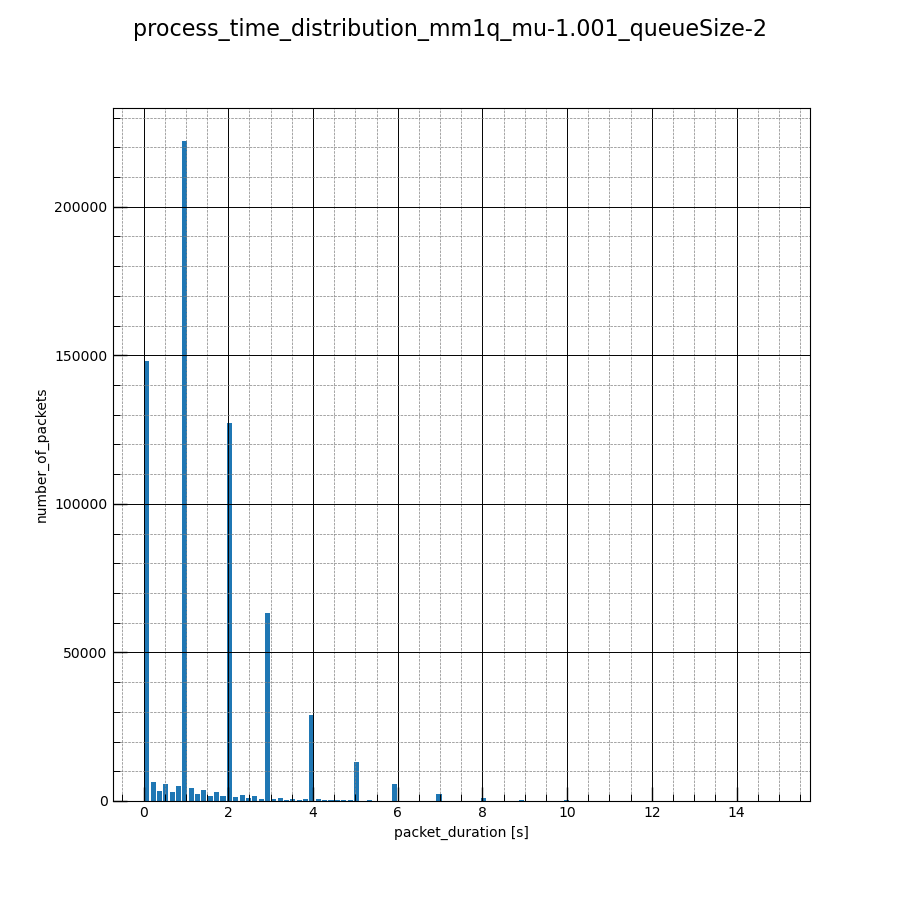 process_time_distribution_mm1q_mu-1.001_queueSize-2
200000
150000
number_of_packets
100000
50000
0
0 2 4 6 8 10 12 14
packet_duration [s]